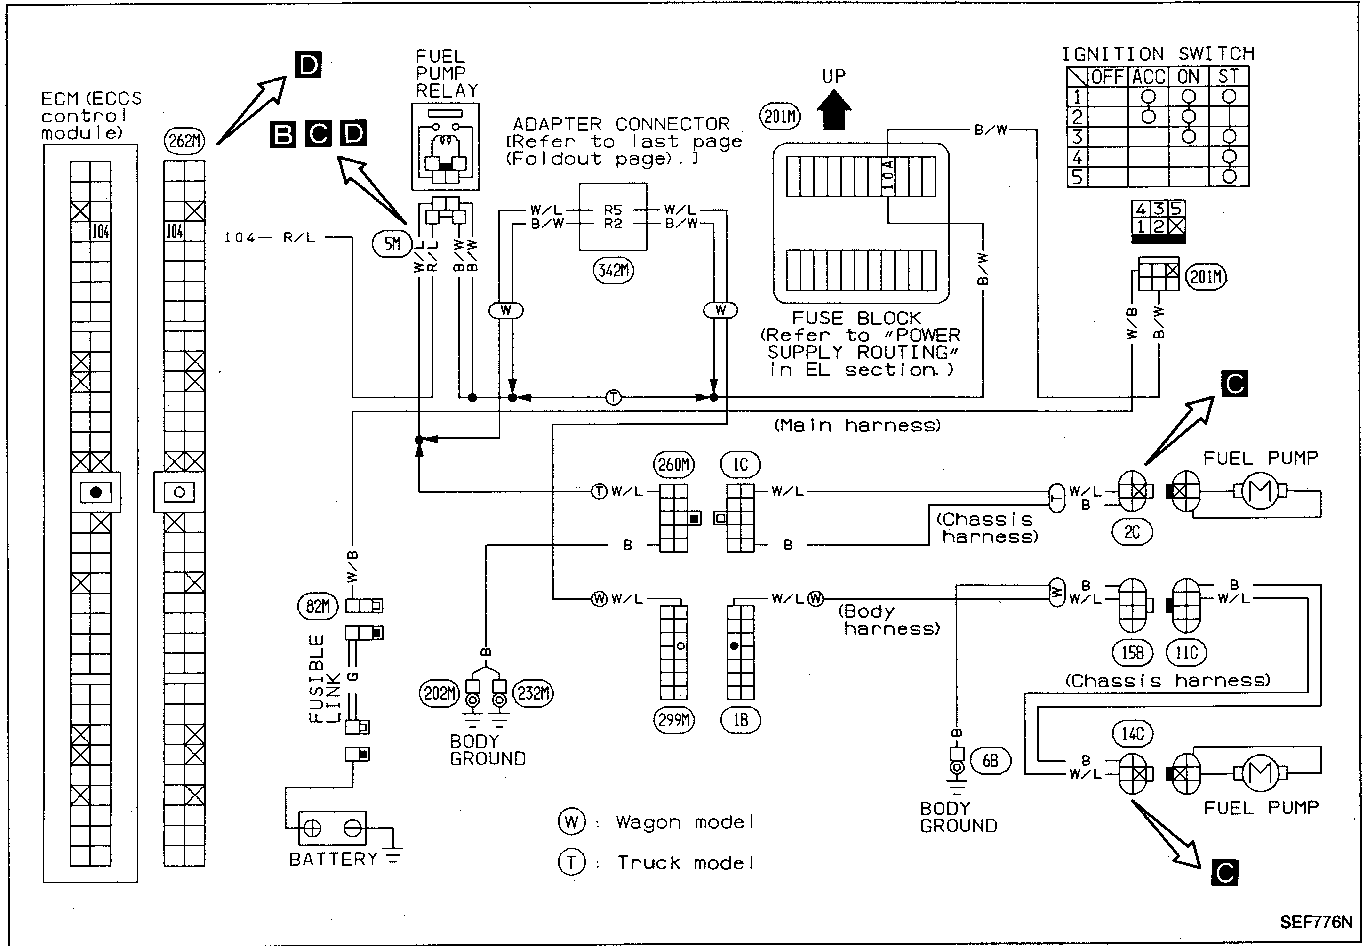 FUEL
PUMP
RELAY
D
ECM (ECCS
control
module)
262M
B C D
104
104
104 R/L
5M
W/L
R/L
B/W
B/W
ADAPTER CONNECTOR
(Refer to last page
(Foldout page).)
W/L R5 W/L
B/W R2 B/W
342M
W
W
UP
201M
10A
B/W
B/W
FUSE BLOCK
(Refer to "POWER
SUPPLY ROUTING"
in EL section.)
IGNITION SWITCH
OFF ACC ON ST
1
2
3
4
5
4 3 5
1 2
201M
W/B
B/W
T
(Main harness)
C
260M
1C
T W/L
W/L
B
B
(Chassis
harness)
T
W/L
B
2C
FUEL PUMP
M
W/B
82M
FUSIBLE
LINK
G
BATTERY
B
202M
232M
BODY
GROUND
W W/L
W/L W
299M
1B
(Body
harness)
W
B
W/L
15B
11C
B
W/L
(Chassis harness)
B
6B
BODY
GROUND
14C
B
W/L
M
FUEL PUMP
C
W : Wagon model
T : Truck model
SEF776N